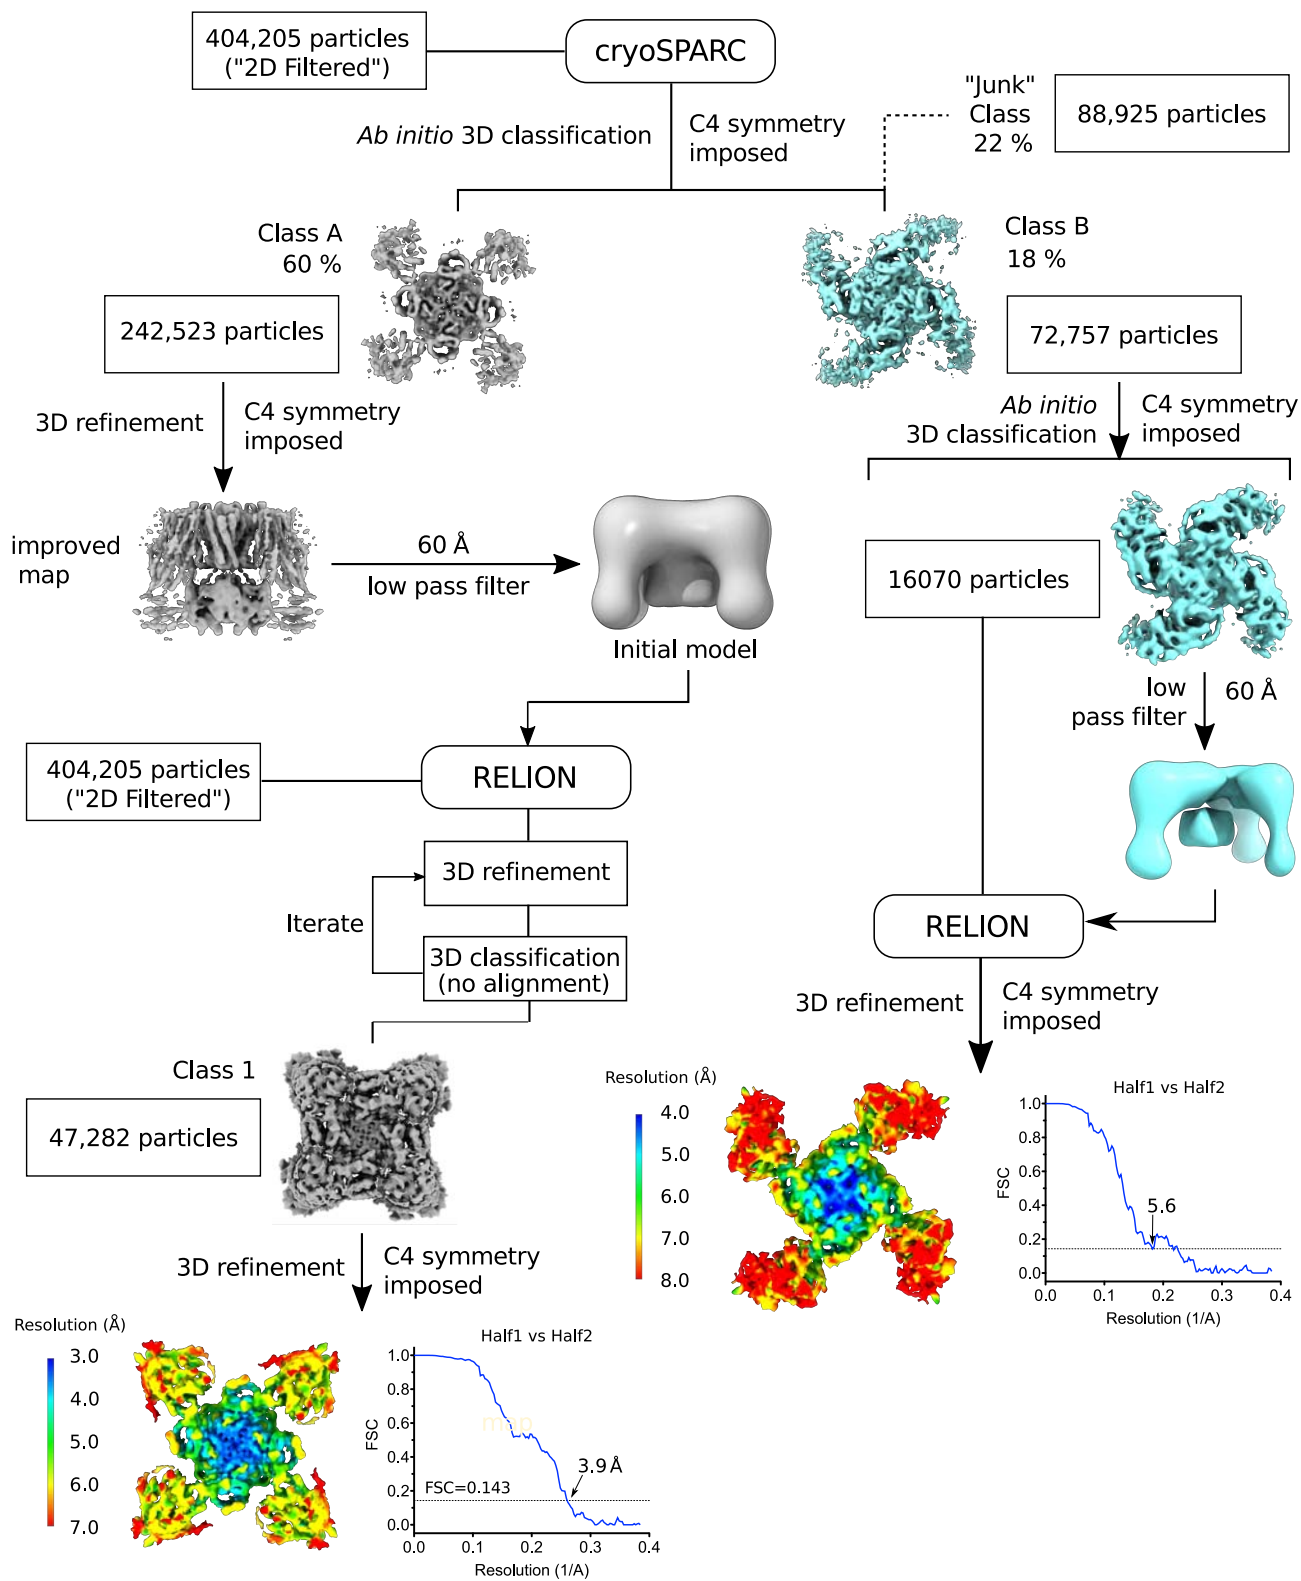 404,205 particles
("2D Filtered")
cryoSPARC
Ab initio 3D classification
C4 symmetry
imposed
"Junk"
Class
22 %
88,925 particles
Class A
60 %
242,523 particles
Class B
18 %
72,757 particles
3D refinement
C4 symmetry
imposed
Ab initio
3D classification
C4 symmetry
imposed
improved
map
60 Å
low pass filter
Initial model
16070 particles
low
pass filter
60 Å
404,205 particles
("2D Filtered")
RELION
3D refinement
Iterate
3D classification
(no alignment)
RELION
3D refinement
C4 symmetry
imposed
Class 1
47,282 particles
Resolution (Å)
4.0
5.0
6.0
7.0
8.0
Half1 vs Half2
FSC
1.0
0.8
0.6
0.4
0.2
0.0
5.6
0.0 0.1 0.2 0.3 0.4
Resolution (1/A)
3D refinement
C4 symmetry
imposed
Resolution (Å)
3.0
4.0
5.0
6.0
7.0
Half1 vs Half2
FSC
1.0
0.8
0.6
0.4
0.2
0.0
map
3.9 Å
FSC=0.143
0.0 0.1 0.2 0.3 0.4
Resolution (1/A)